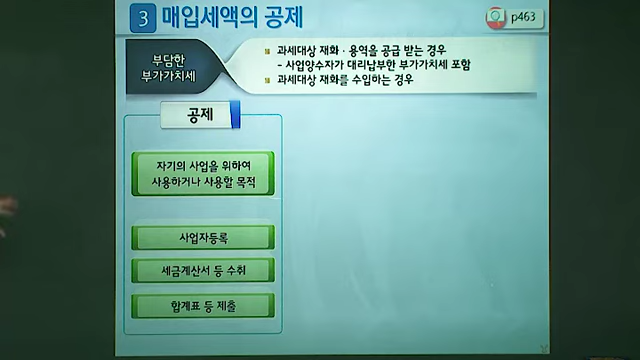 3 매입세액의 공제
p463
부담한
부가가치세
과세대상 재화·용역을 공급 받는 경우
- 사업양수자가 대리납부한 부가가치세 포함
과세대상 재화를 수입하는 경우
공제
자기의 사업을 위하여
사용하거나 사용할 목적
사업자등록
세금계산서 등 수취
합계표 등 제출